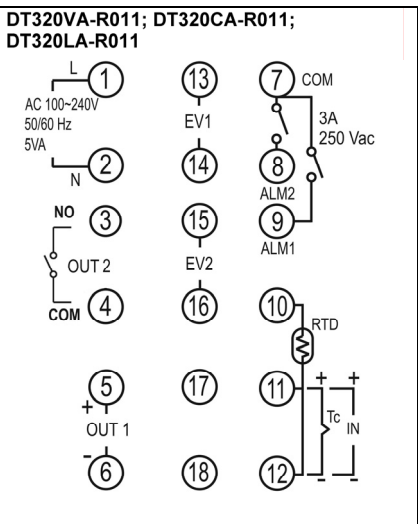 DT320VA-R011; DT320CA-R011;
DT320LA-R011
L 1 13 7 COM
AC 100~240V
50/60 Hz
5VA
EV1
3A
250 Vac
N 2 14 8
ALM2
NO 3 15 9
ALM1
OUT 2
EV2
COM 4 16 10
RTD
5 17 11 + +
+
OUT 1
Tc IN
- 6 18 12 - -